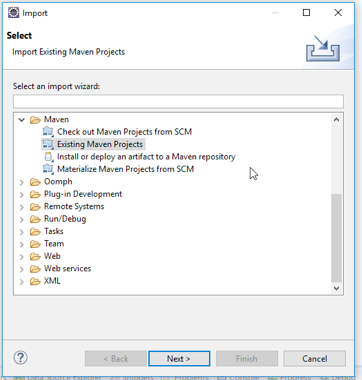 Import
Select
Import Existing Maven Projects
Select an import wizard:
Maven
Check out Maven Projects from SCM
Existing Maven Projects
Install or deploy an artifact to a Maven repository
Materialize Maven Projects from SCM
Oomph
Plug-in Development
Remote Systems
Run/Debug
Tasks
Team
Web
Web services
XML
? < Back Next > Finish Cancel